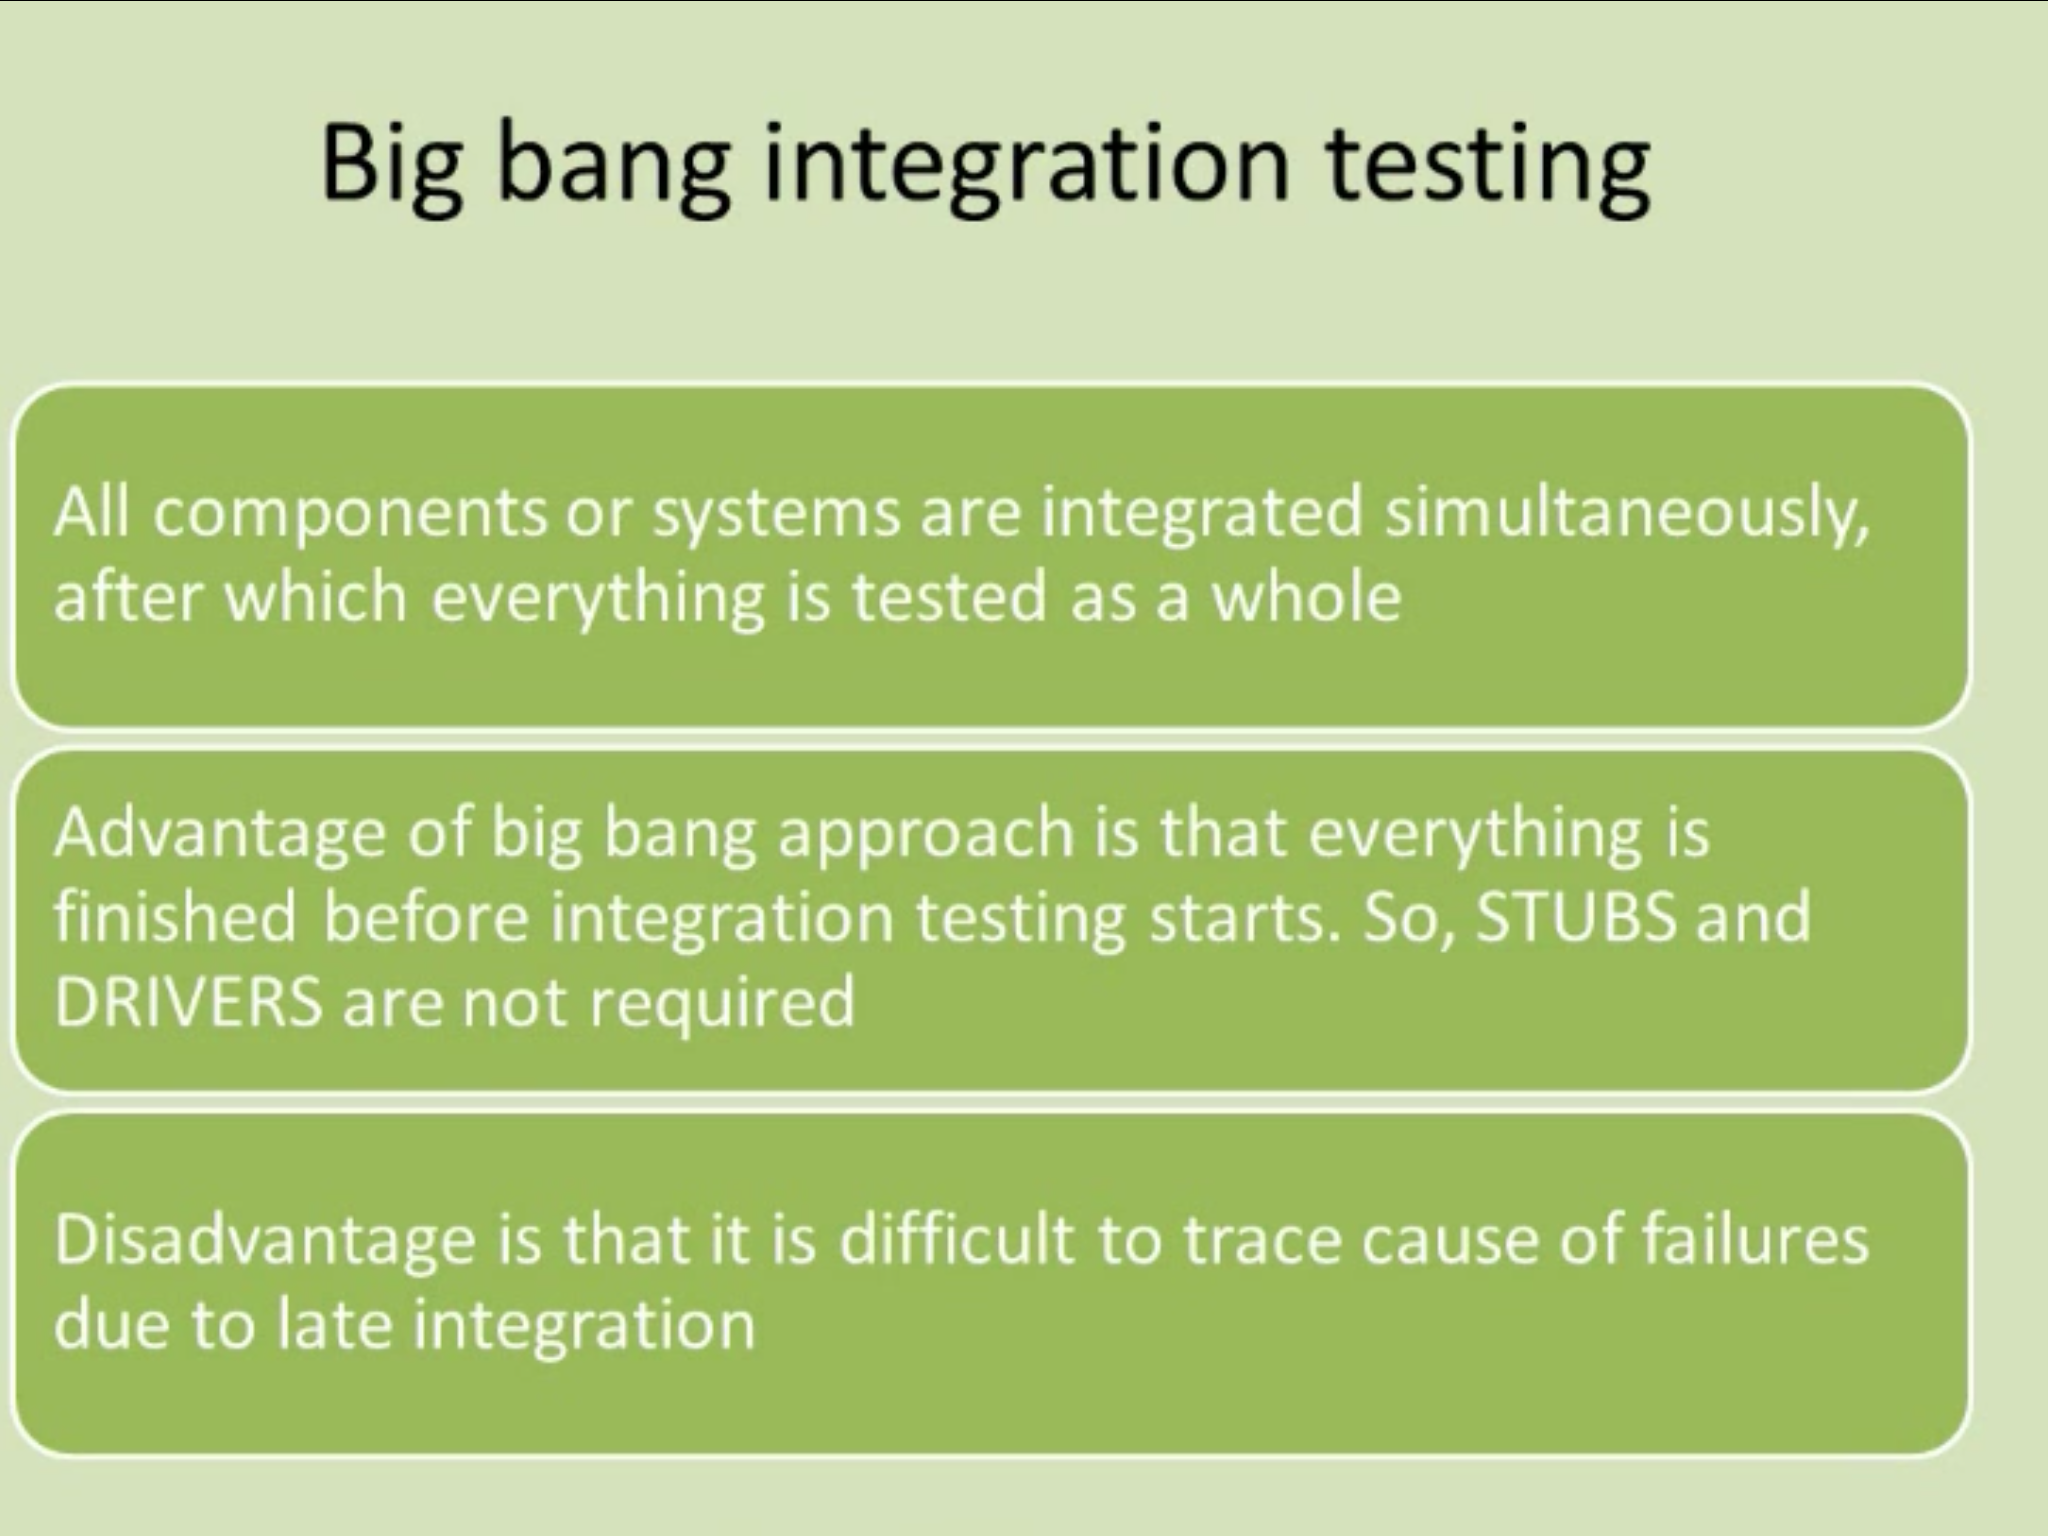 Big bang integration testing
All components or systems are integrated simultaneously,
after which everything is tested as a whole
Advantage of big bang approach is that everything is
finished before integration testing starts. So, STUBS and
DRIVERS are not required
Disadvantage is that it is difficult to trace cause of failures
due to late integration